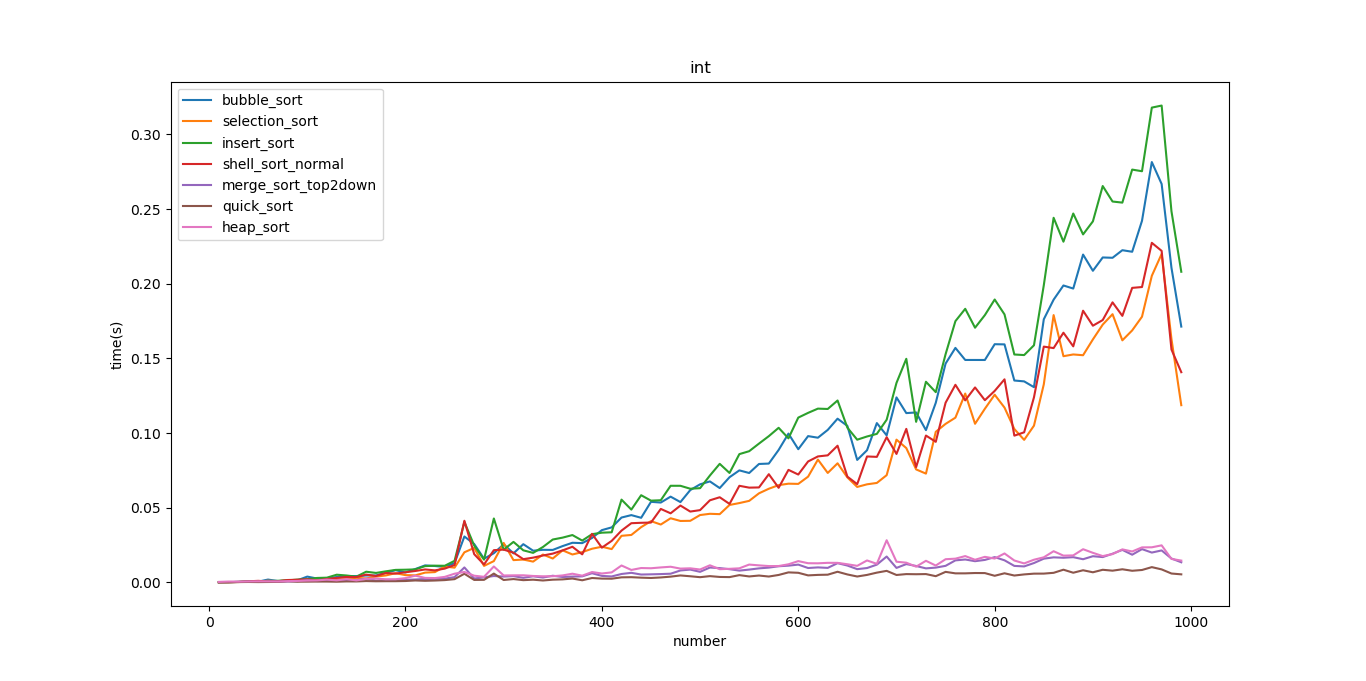 int
bubble_sort
selection_sort
insert_sort
shell_sort_normal
merge_sort_top2down
quick_sort
heap_sort
time(s)
0.30
0.25
0.20
0.15
0.10
0.05
0.00
0 200 400 600 800 1000
number